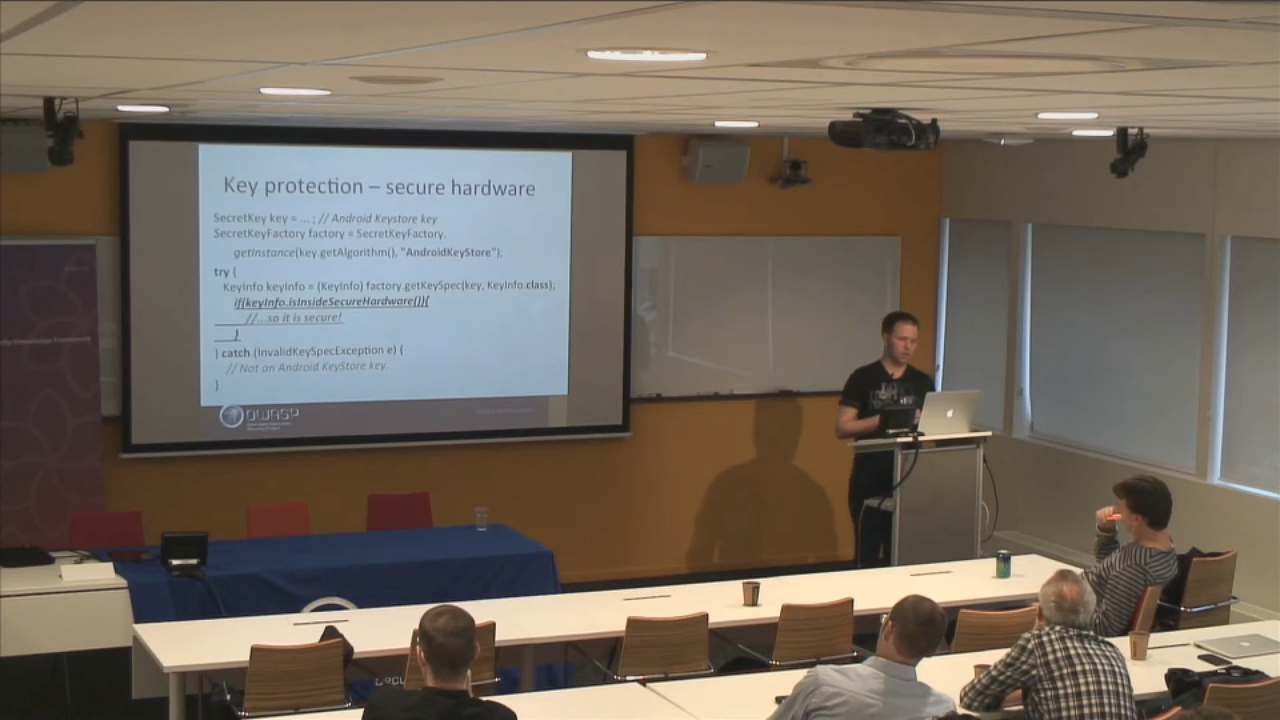 Key protection – secure hardware
SecretKey key = ... ; // Android Keystore key
SecretKeyFactory factory = SecretKeyFactory.
getInstance(key.getAlgorithm(), "AndroidKeyStore");
try {
KeyInfo keyInfo = (KeyInfo) factory.getKeySpec(key, KeyInfo.class);
if(keyInfo.isInsideSecureHardware()){
//...so it is secure!
}
} catch (InvalidKeySpecException e) {
// Not an Android KeyStore key.
}
OWASP